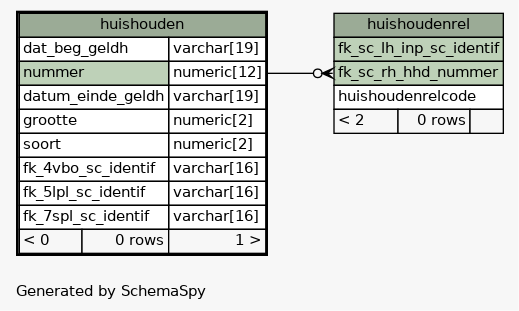 huishouden
dat_beg_geldh varchar[19]
nummer numeric[12]
datum_einde_geldh varchar[19]
grootte numeric[2]
soort numeric[2]
fk_4vbo_sc_identif varchar[16]
fk_5lpl_sc_identif varchar[16]
fk_7spl_sc_identif varchar[16]
< 0 0 rows 1 >
huishoudenrel
fk_sc_lh_inp_sc_identif
fk_sc_rh_hhd_nummer
huishoudenrelcode
< 2 0 rows
Generated by SchemaSpy